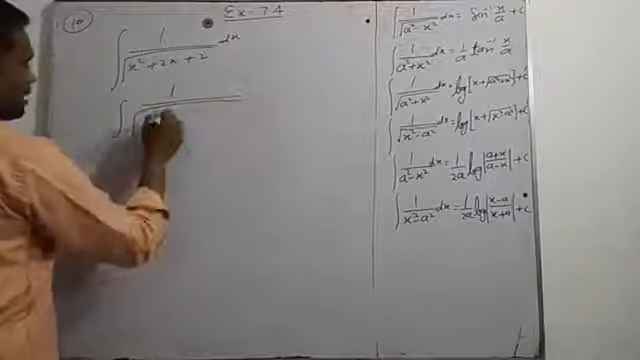 10
Ex - 7.4
∫ 1/√(x² + 2x + 2) dx
∫ 1/√
∫ 1/√(a² - x²) dx = sin⁻¹ x/a + c
∫ 1/(a² + x²) dx = 1/a tan⁻¹ x/a
∫ 1/√(a² + x²) dx = log[x + √(a² + x²)] + c
∫ 1/√(x² - a²) dx = log[x + √(x² - a²)] + c
∫ 1/(a² - x²) dx = 1/2a log|(a+x)/(a-x)| + c
∫ 1/(x² - a²) dx = 1/2a log|(x-a)/(x+a)| + c